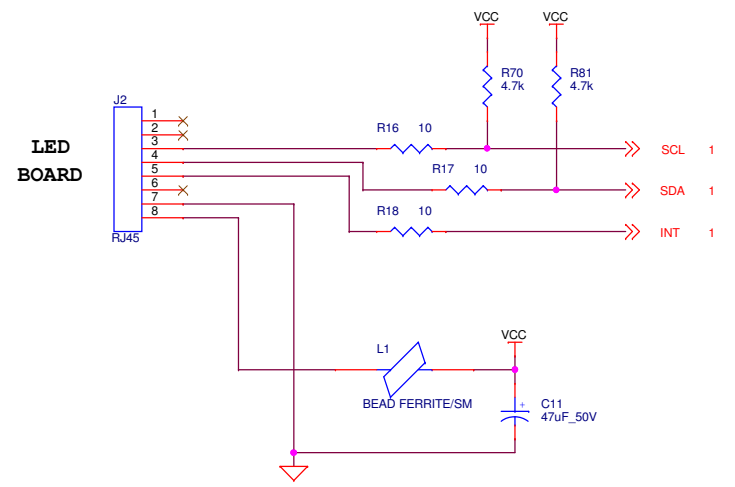 VCC VCC
R70 R81
4.7k 4.7k
J2
1
2
3
4
5
6
7
8
RJ45
LED
BOARD
R16 10
SCL 1
R17 10
SDA 1
R18 10
INT 1
VCC
L1
BEAD FERRITE/SM
+
C11
47uF_50V